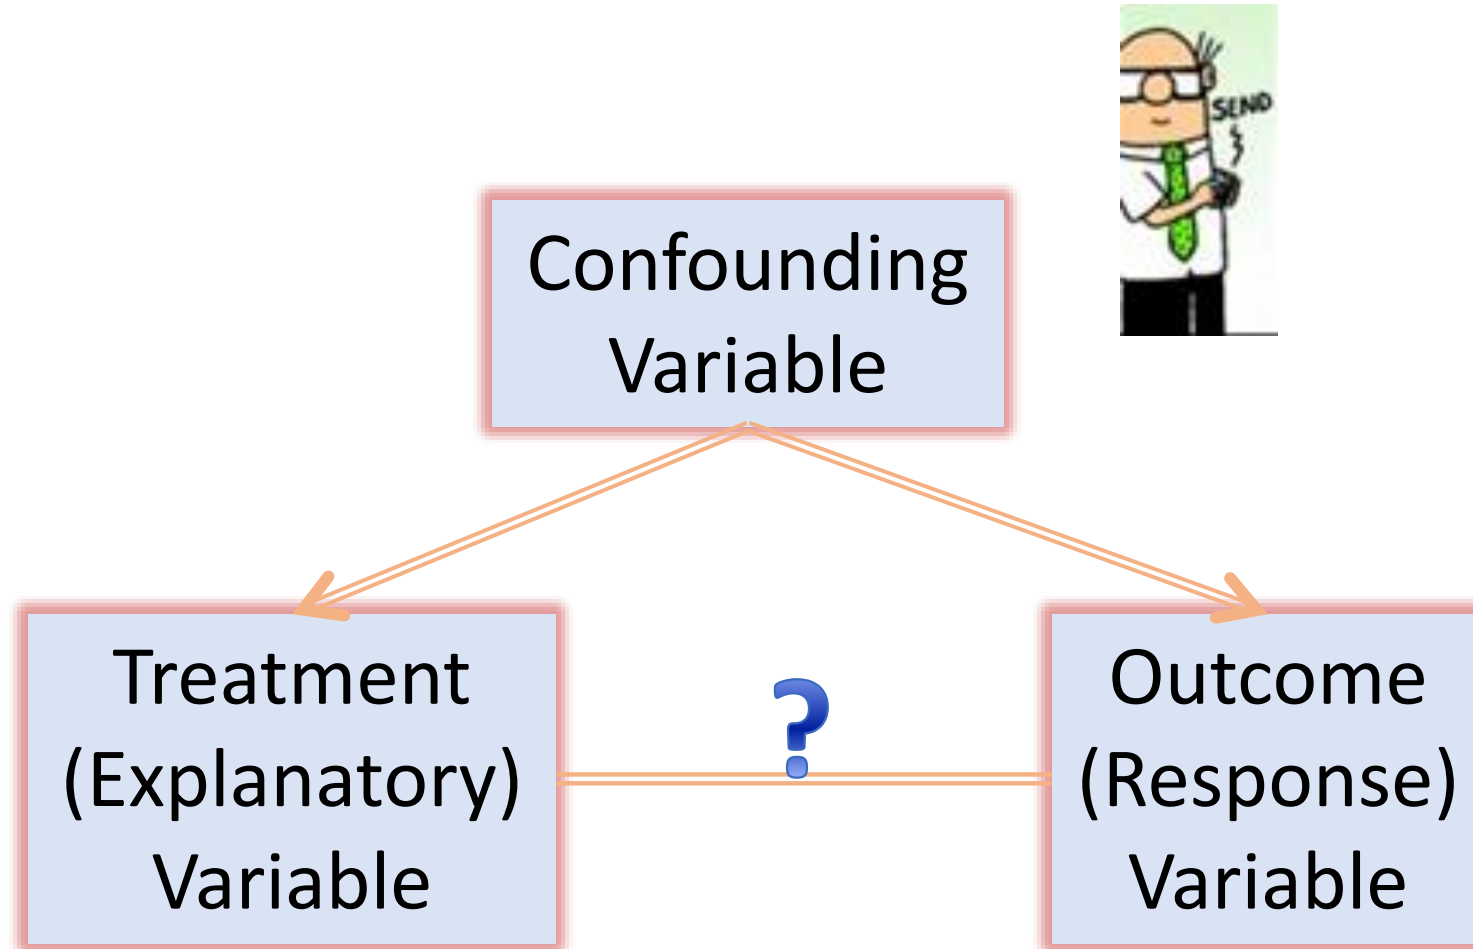 SEND
Confounding
Variable
Treatment
(Explanatory)
Variable
?
Outcome
(Response)
Variable